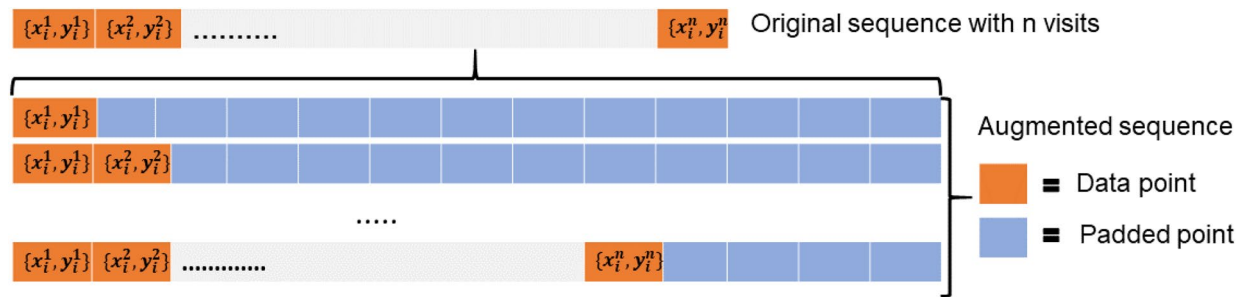 {x_i^1, y_i^1} {x_i^2, y_i^2} .......... {x_i^n, y_i^n} Original sequence with n visits
{x_i^1, y_i^1}
Augmented sequence
{x_i^1, y_i^1} {x_i^2, y_i^2}
= Data point
.....
= Padded point
{x_i^1, y_i^1} {x_i^2, y_i^2} ............. {x_i^n, y_i^n}